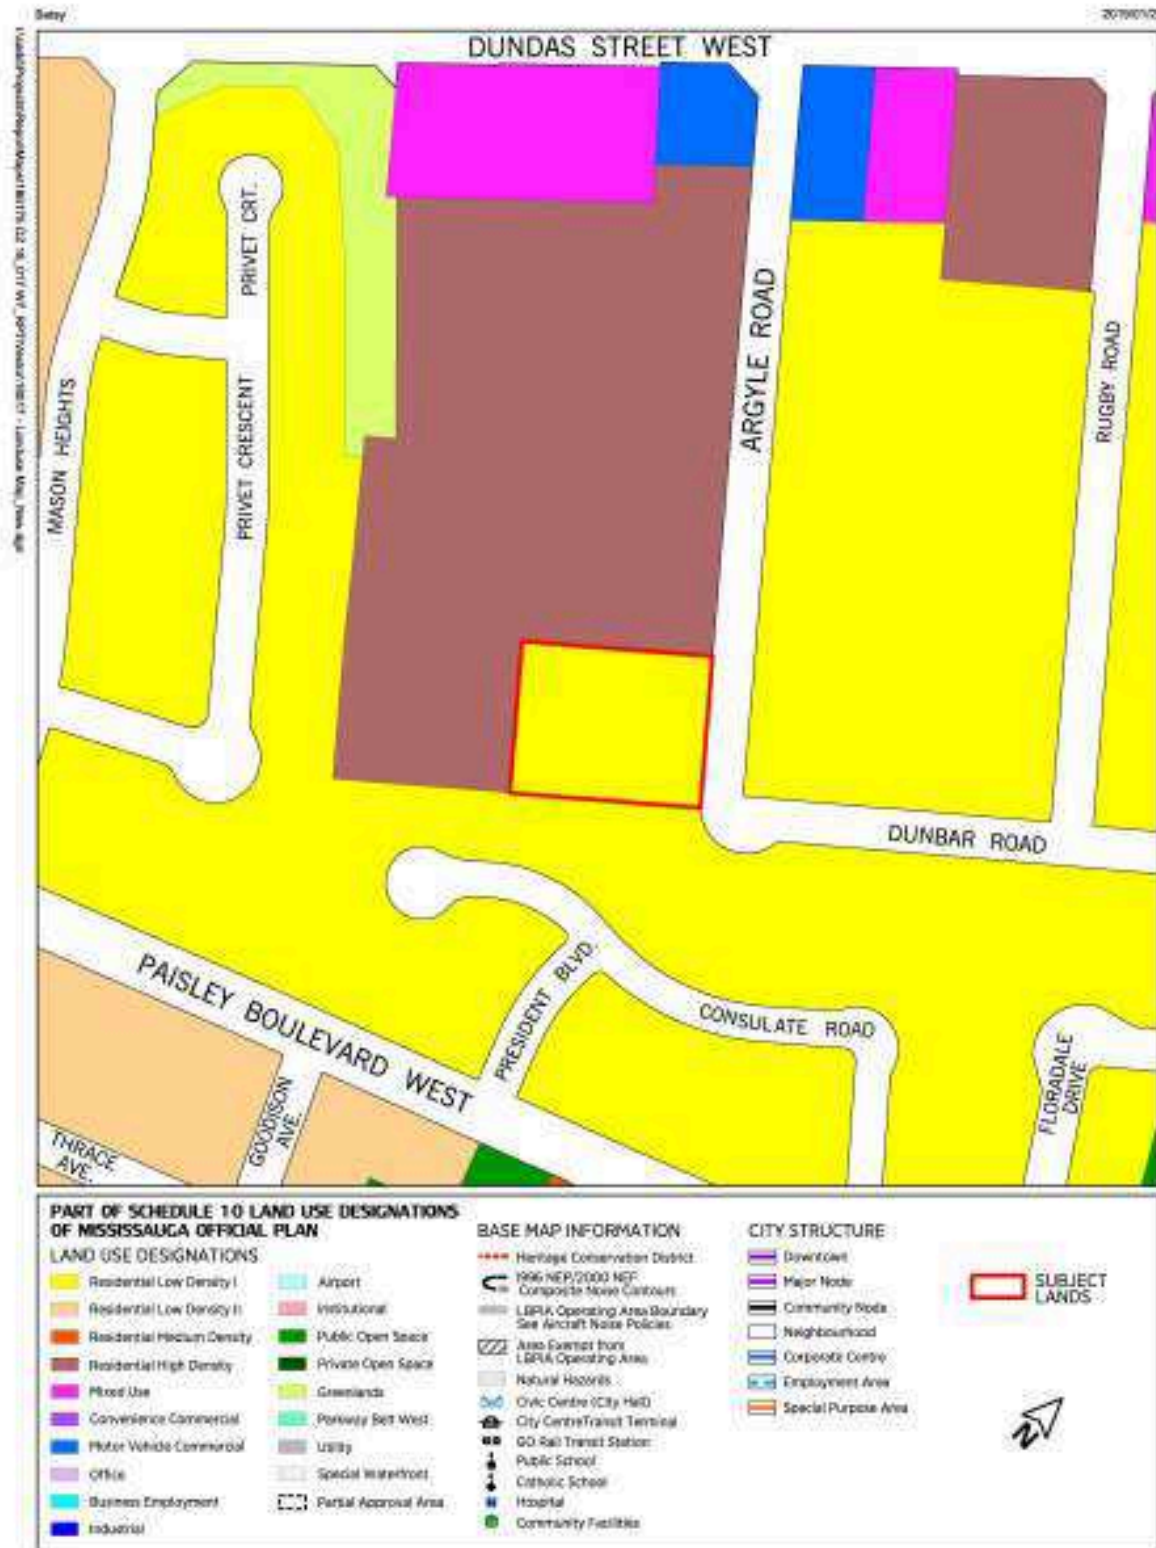 DUNDAS STREET WEST
PRIVET CRT.
ARGYLE ROAD
RUGBY ROAD
MASON HEIGHTS
PRIVET CRESCENT
DUNBAR ROAD
PAISLEY BOULEVARD WEST
PRESIDENT BLVD.
CONSULATE ROAD
FLORADALE
DRIVE
GOODISON
AVE.
THRACE
AVE.
PART OF SCHEDULE 10 LAND USE DESIGNATIONS
OF MISSISSAUGA OFFICIAL PLAN
LAND USE DESIGNATIONS
Residential Low Density I
Residential Low Density II
Residential Medium Density
Residential High Density
Mixed Use
Convenience Commercial
Motor Vehicle Commercial
Office
Business Employment
Industrial
Airport
Institutional
Public Open Space
Private Open Space
Greenlands
Parkway Belt West
Utility
Special Waterfront
Partial Approval Area
BASE MAP INFORMATION
Heritage Conservation District
1996 NEP/2000 NEF
Composite Noise Contours
LBPIA Operating Area Boundary
See Aircraft Noise Policies
Area Exempt from
LBPIA Operating Area
Natural Hazards
Civic Centre (City Hall)
City Centre Transit Terminal
GO Rail Transit Station
Public School
Catholic School
Hospital
Community Facilities
CITY STRUCTURE
Downtown
Major Node
Community Node
Neighbourhood
Corporate Centre
Employment Area
Special Purpose Area
SUBJECT
LANDS
N